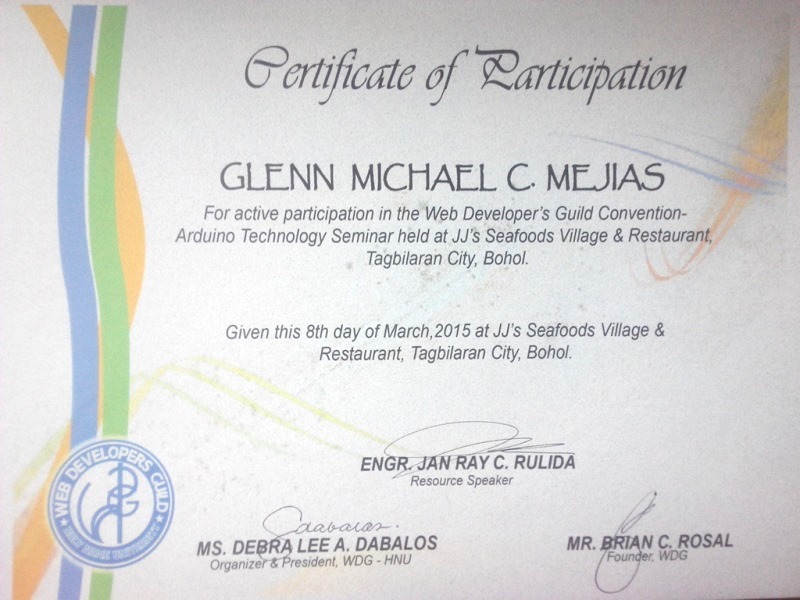 Certificate of Participation
GLENN MICHAEL C. MEJIAS
For active participation in the Web Developer's Guild Convention-
Arduino Technology Seminar held at JJ's Seafoods Village & Restaurant,
Tagbilaran City, Bohol.
Given this 8th day of March,2015 at JJ's Seafoods Village &
Restaurant, Tagbilaran City, Bohol.
ENGR. JAN RAY C. RULIDA
Resource Speaker
WEB DEVELOPERS GUILD
HOLY NAME UNIVERSITY
MS. DEBRA LEE A. DABALOS
Organizer & President, WDG - HNU
MR. BRIAN C. ROSAL
Founder, WDG